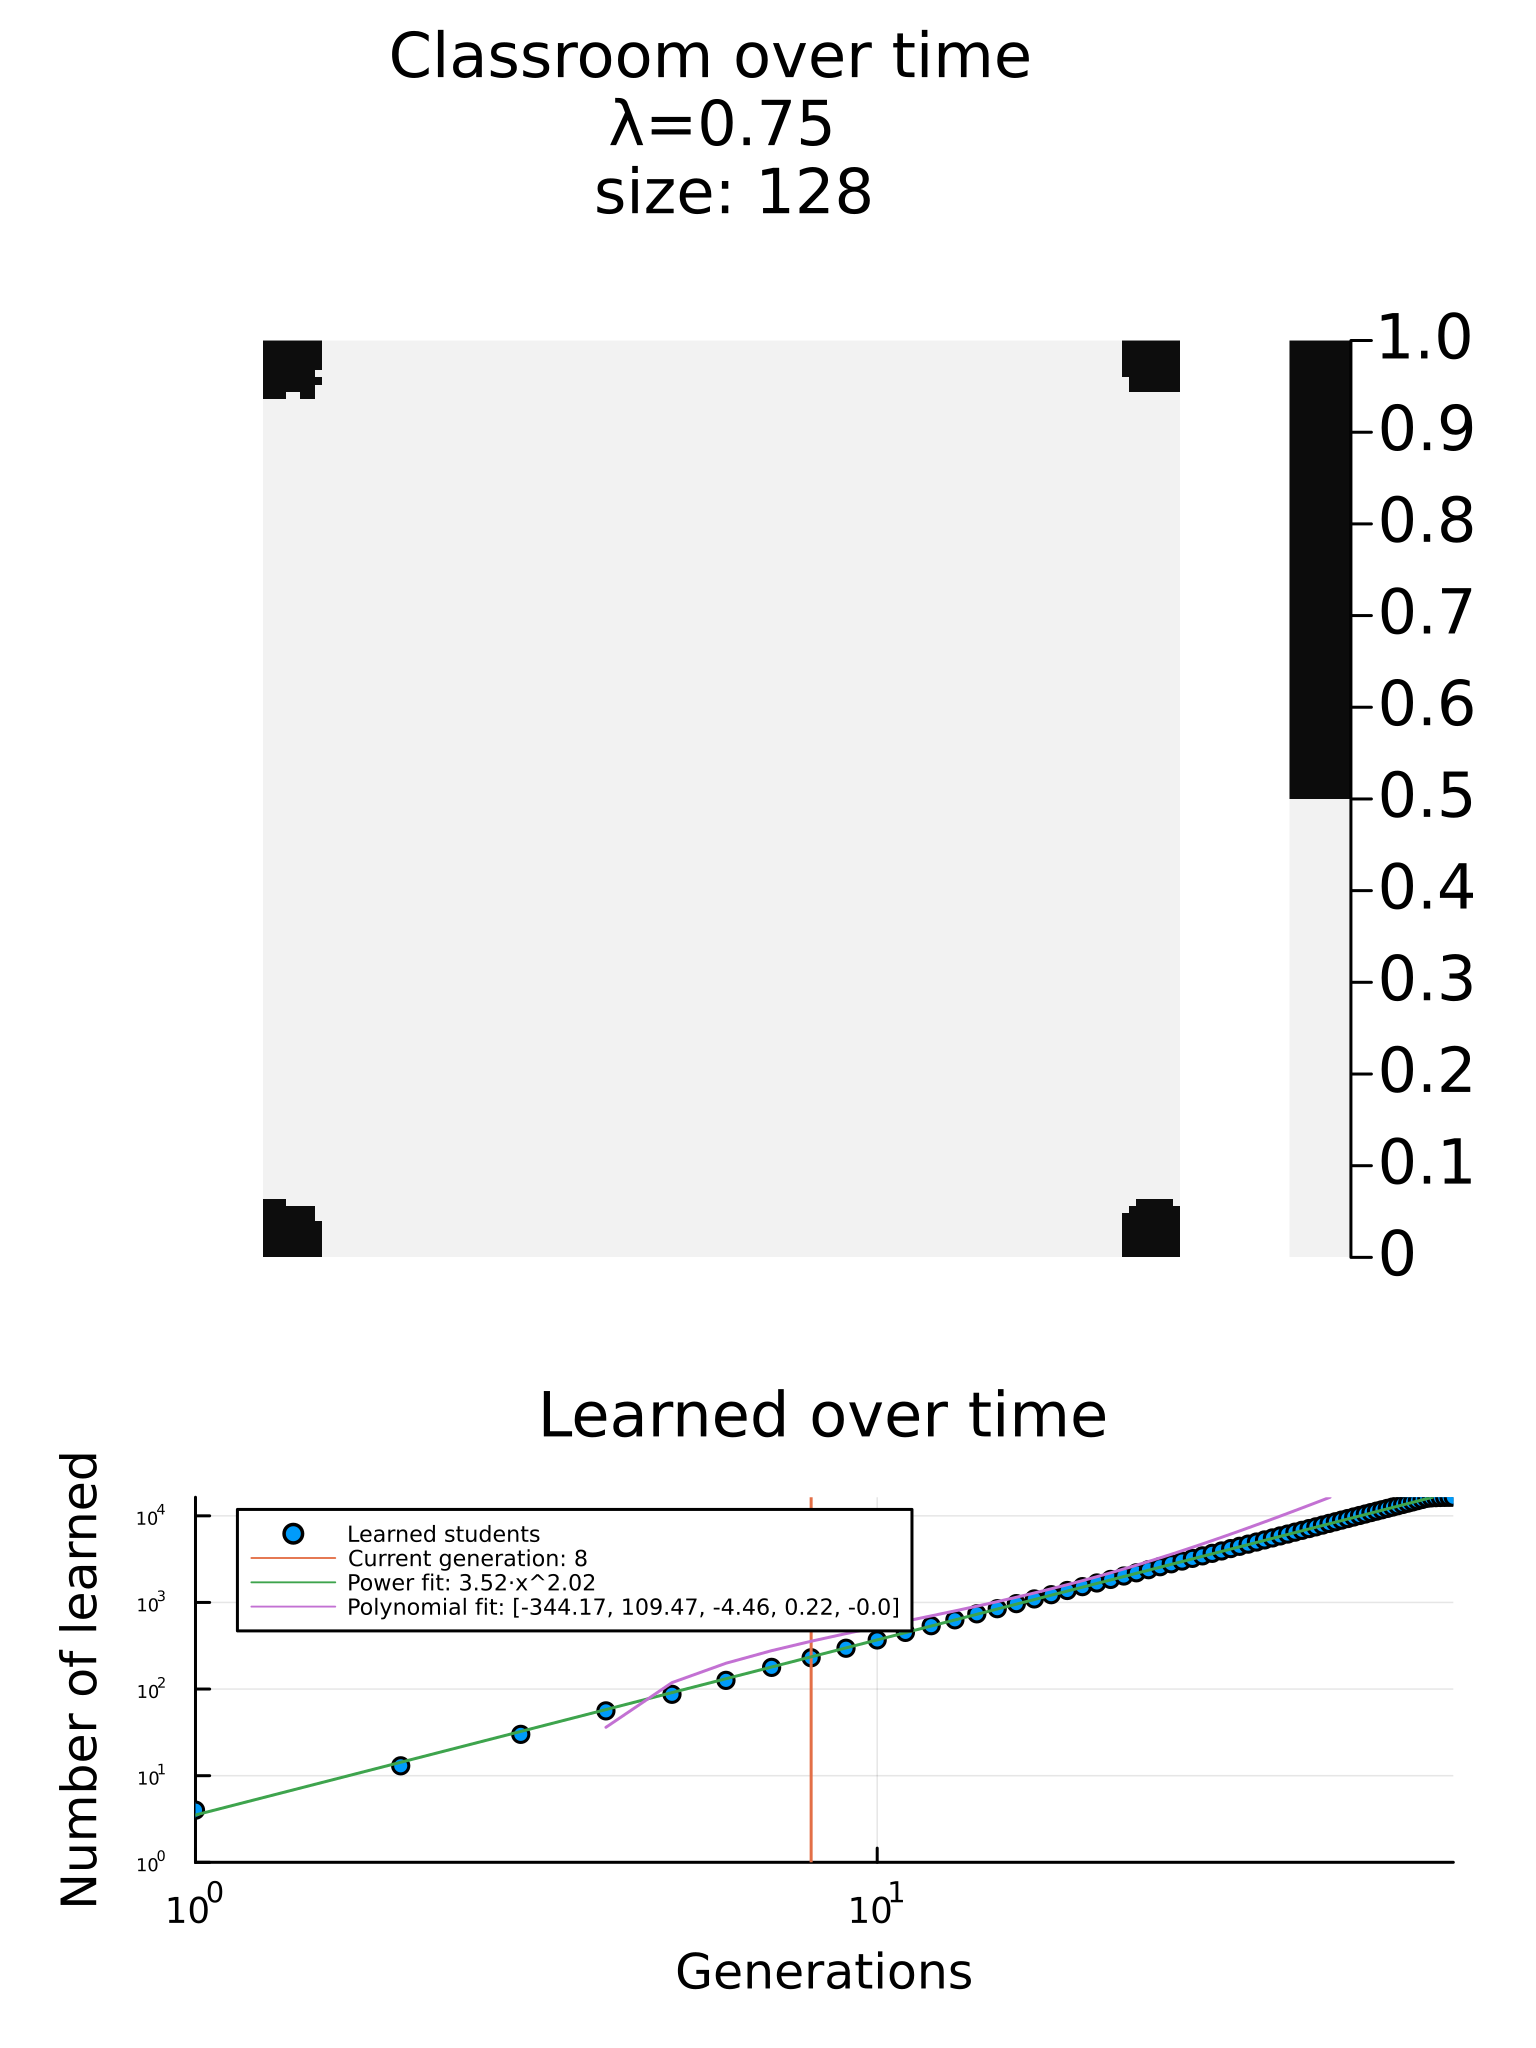 Classroom over time
λ=0.75
size: 128
1.0
0.9
0.8
0.7
0.6
0.5
0.4
0.3
0.2
0.1
0
Learned over time
Number of learned
10^4
10^3
10^2
10^1
10^0
Learned students
Current generation: 8
Power fit: 3.52·x^2.02
Polynomial fit: [-344.17, 109.47, -4.46, 0.22, -0.0]
10^0 10^1
Generations